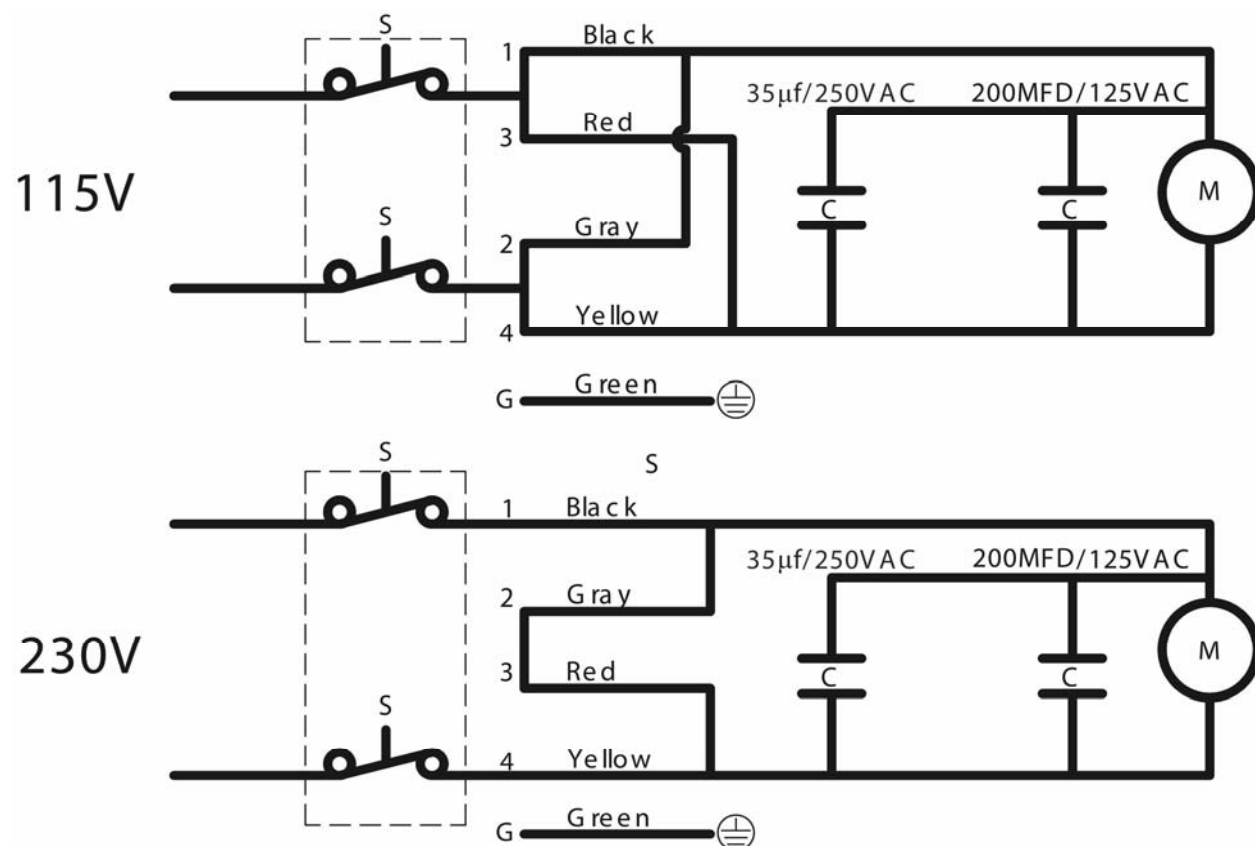 S
1 Black
35µf/250VAC 200MFD/125VAC
3 Red
115V
C C M
S
2 Gray
4 Yellow
G Green
S
S
1 Black
35µf/250VAC 200MFD/125VAC
2 Gray
230V
3 Red
C C M
S
4 Yellow
G Green